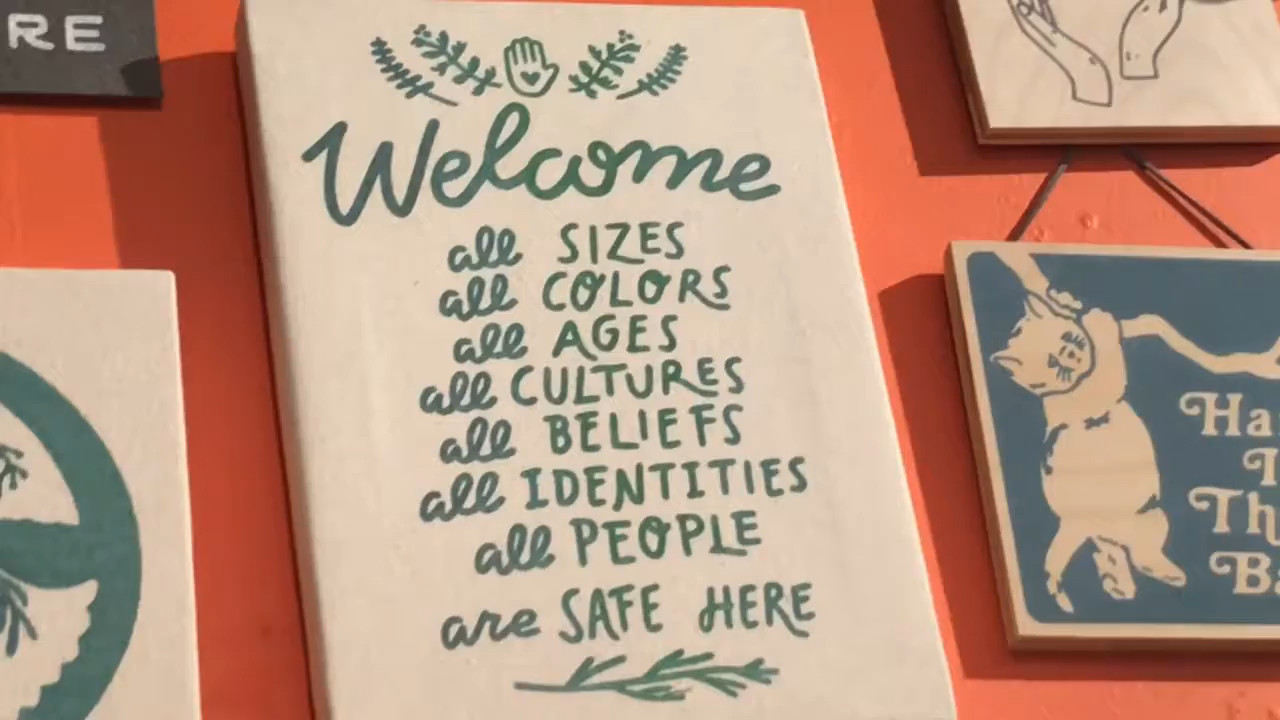 RE
Welcome
all SIZES
all COLORS
all AGES
all CULTURES
all BELIEFS
all IDENTITIES
all PEOPLE
are SAFE HERE